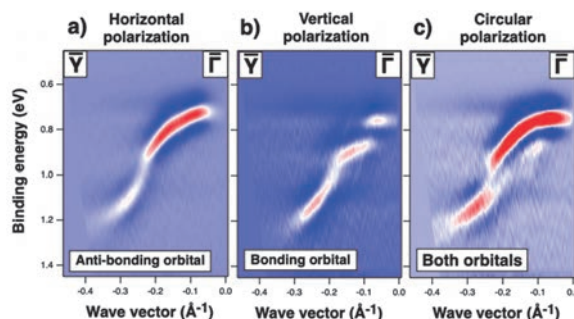 a) Horizontal polarization
b) Vertical polarization
c) Circular polarization
Y̅ Γ̅
Y̅ Γ̅
Y̅ Γ̅
Binding energy (eV)
0.6
0.8
1.0
1.2
1.4
Anti-bonding orbital
Bonding orbital
Both orbitals
-0.4 -0.3 -0.2 -0.1 0.0
-0.4 -0.3 -0.2 -0.1 0.0
-0.4 -0.3 -0.2 -0.1 0.0
Wave vector (Å-1)
Wave vector (Å-1)
Wave vector (Å-1)